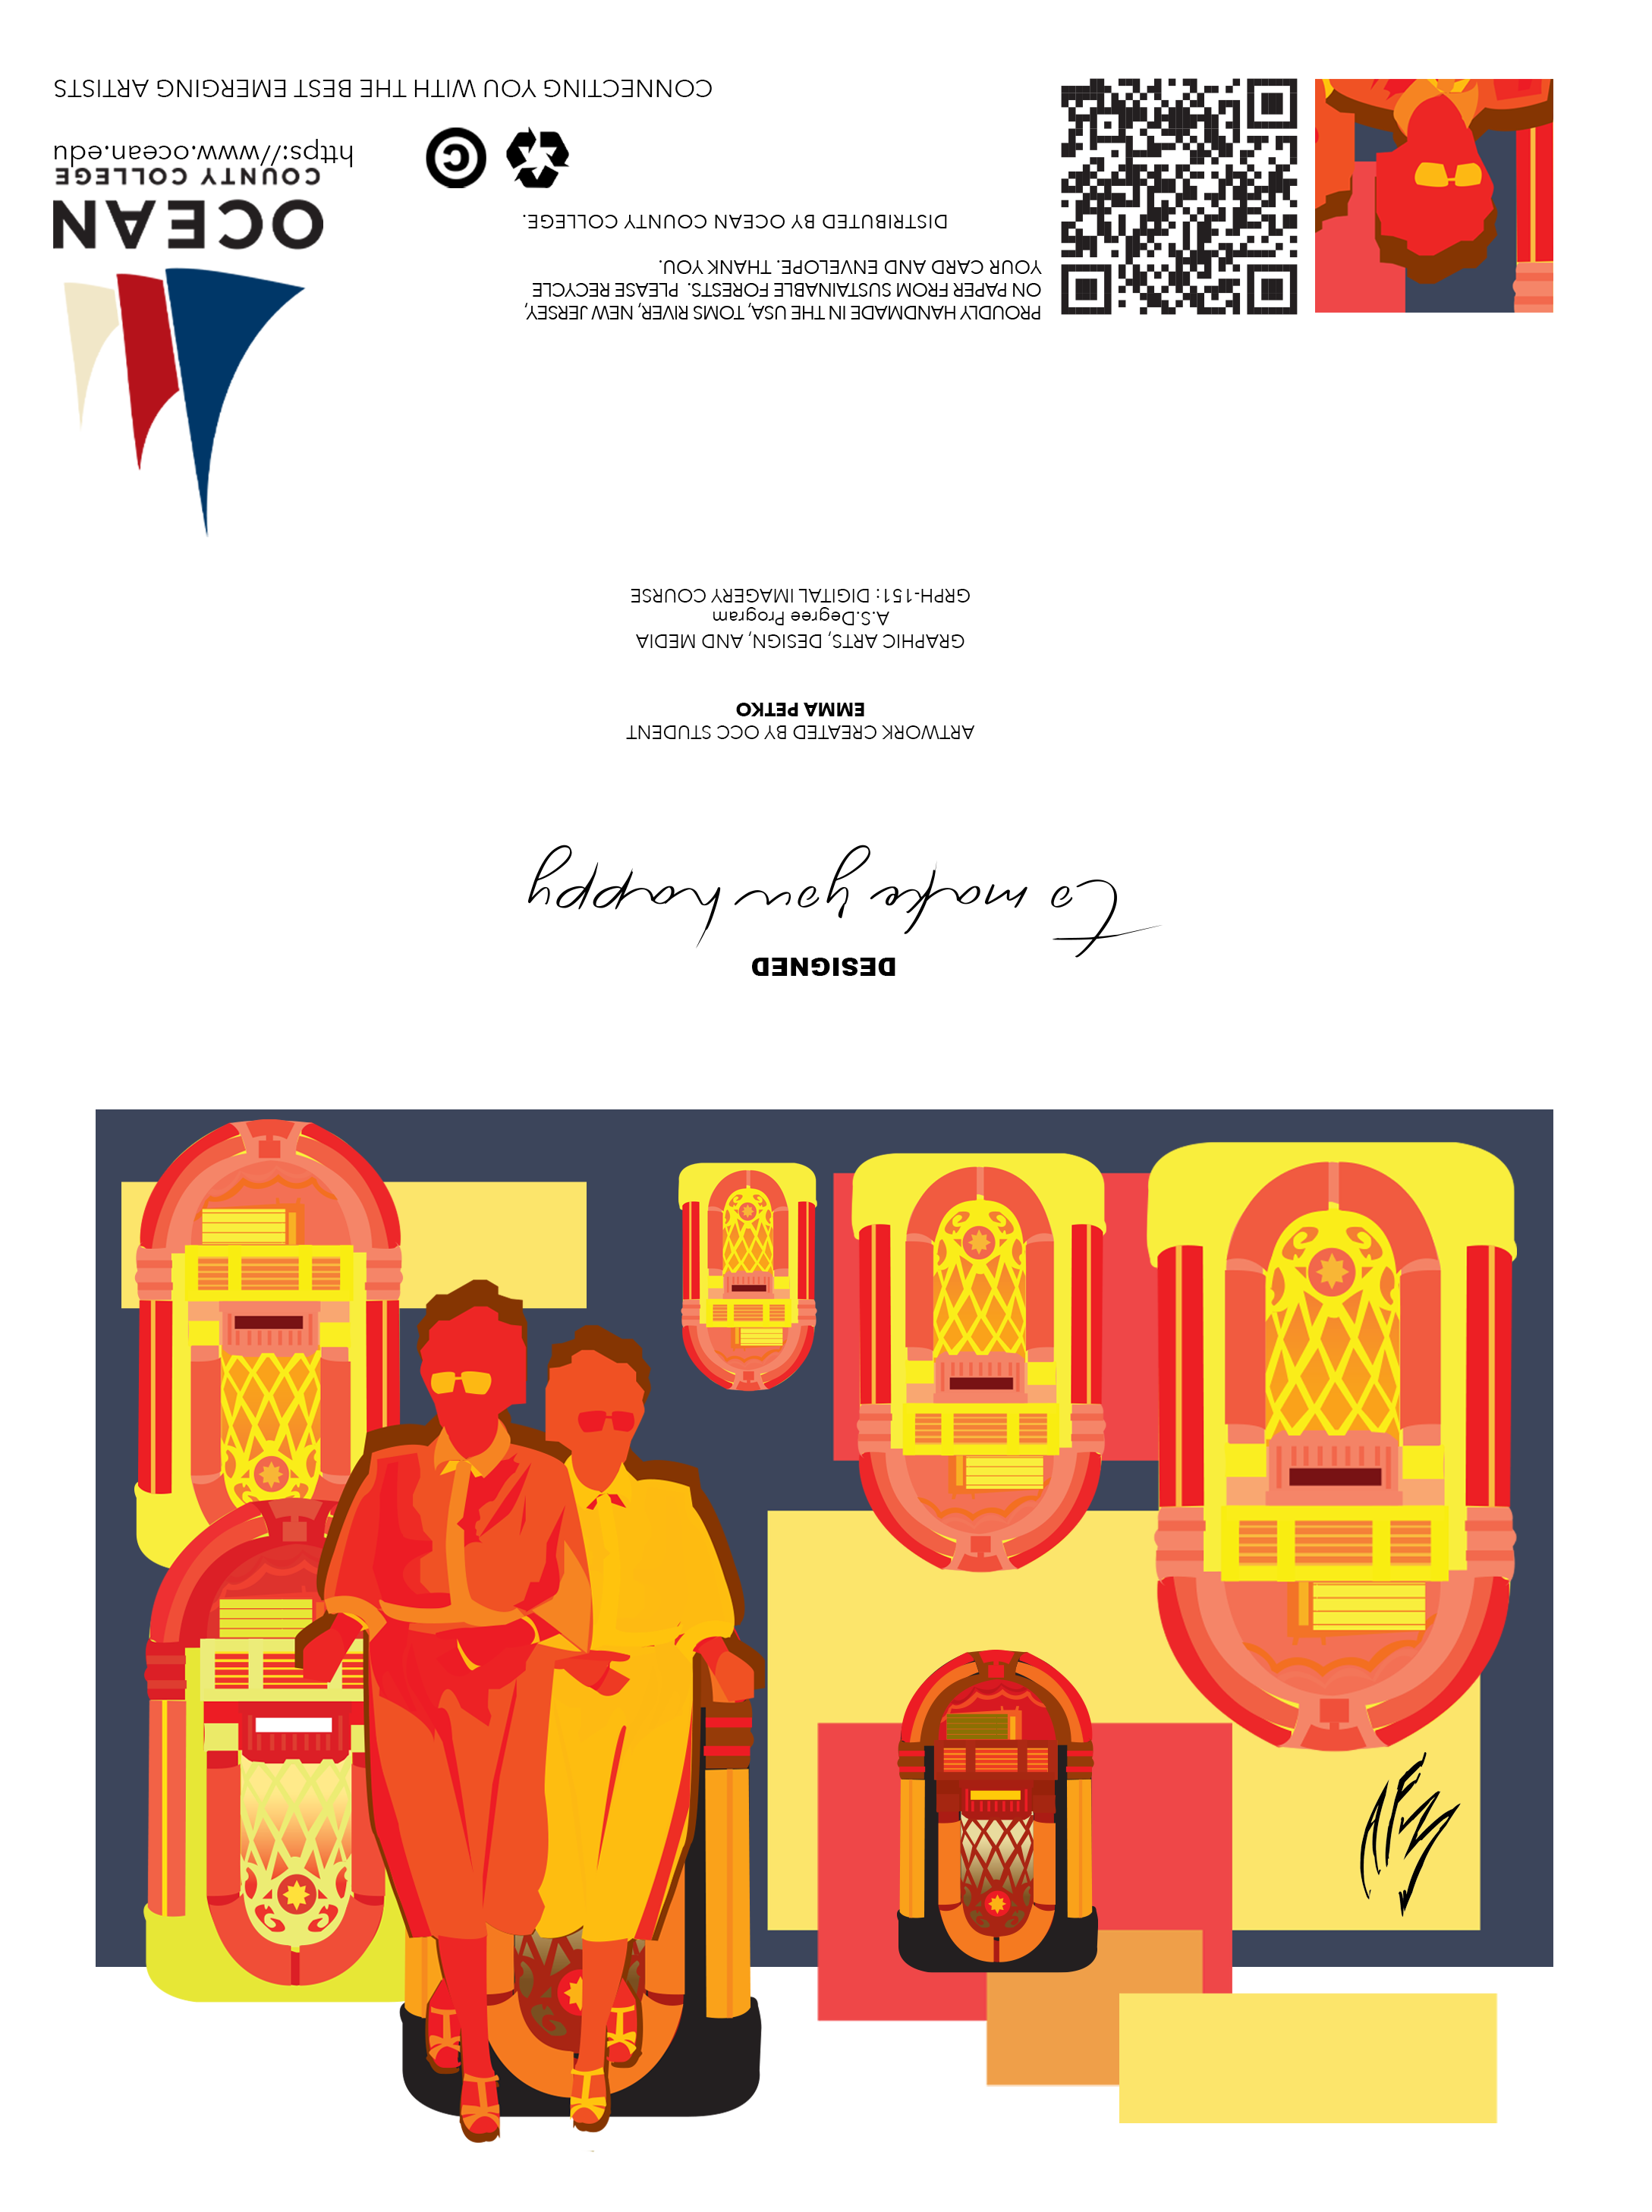 DESIGNED
to make you happy
ARTWORK CREATED BY OCC STUDENT
EMMA PETKO
GRAPHIC ARTS, DESIGN, AND MEDIA
A.S.Degree Program
GRPH-151: DIGITAL IMAGERY COURSE
PROUDLY HANDMADE IN THE USA, TOMS RIVER, NEW JERSEY,
ON PAPER FROM SUSTAINABLE FORESTS. PLEASE RECYCLE
YOUR CARD AND ENVELOPE. THANK YOU.
DISTRIBUTED BY OCEAN COUNTY COLLEGE.
©
OCEAN
COUNTY COLLEGE
https://www.ocean.edu
CONNECTING YOU WITH THE BEST EMERGING ARTISTS